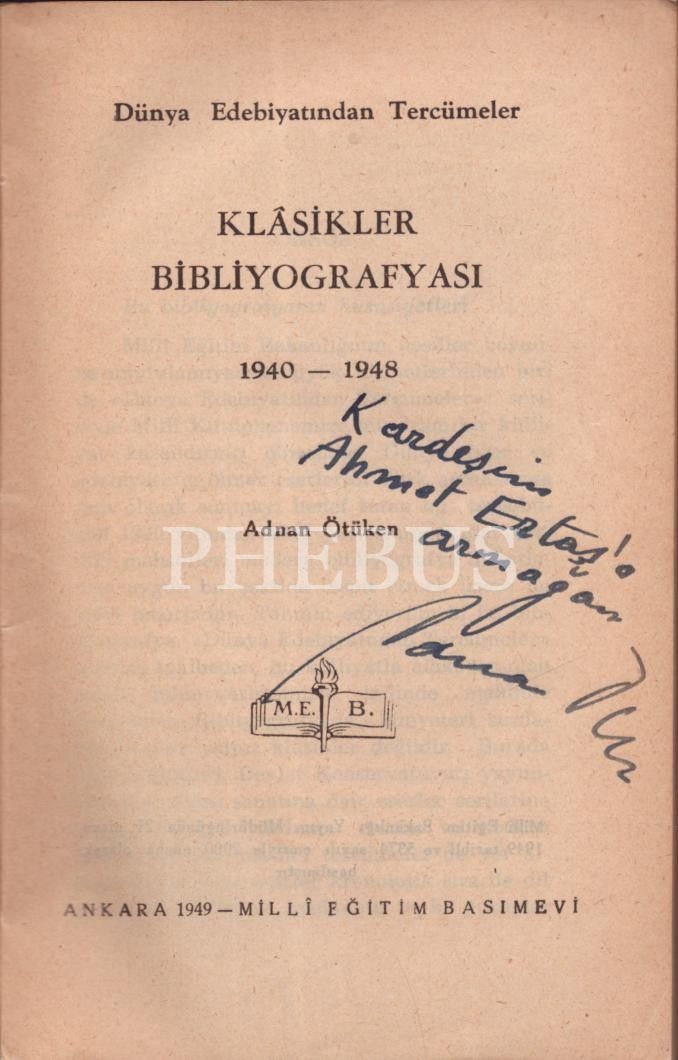 Dünya Edebiyatından Tercümeler
KLÂSİKLER
BİBLİYOGRAFYASI
1940 — 1948
Kardeşim
Ahmet Ertaş'a
armağan
Adnan Ötüken
PHEBUS
M.E. B.
ANKARA 1949 — MİLLÎ EĞİTİM BASIMEVİ